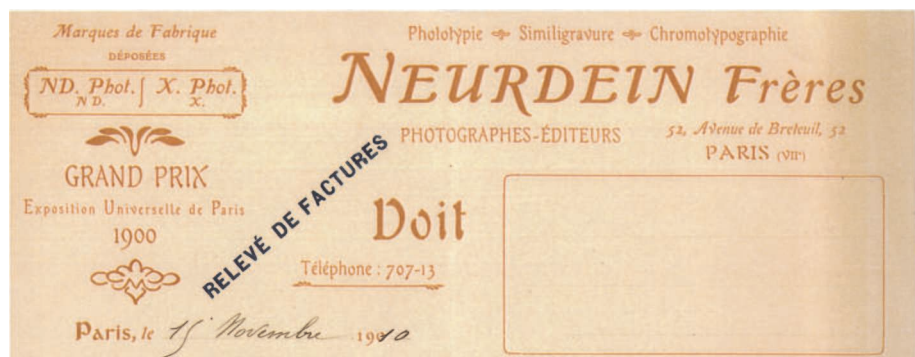 Marques de Fabrique
DÉPOSÉES
ND. Phot. X. Phot.
N D. X.
GRAND PRIX
Exposition Universelle de Paris
1900
Phototypie Similigravure Chromotypographie
NEURDEIN Frères
PHOTOGRAPHES-ÉDITEURS
52, Avenue de Breteuil, 52
PARIS (VIIᵉ)
RELEVÉ DE FACTURES
Doit
Téléphone : 707-13
Paris, le 15 Novembre 1910